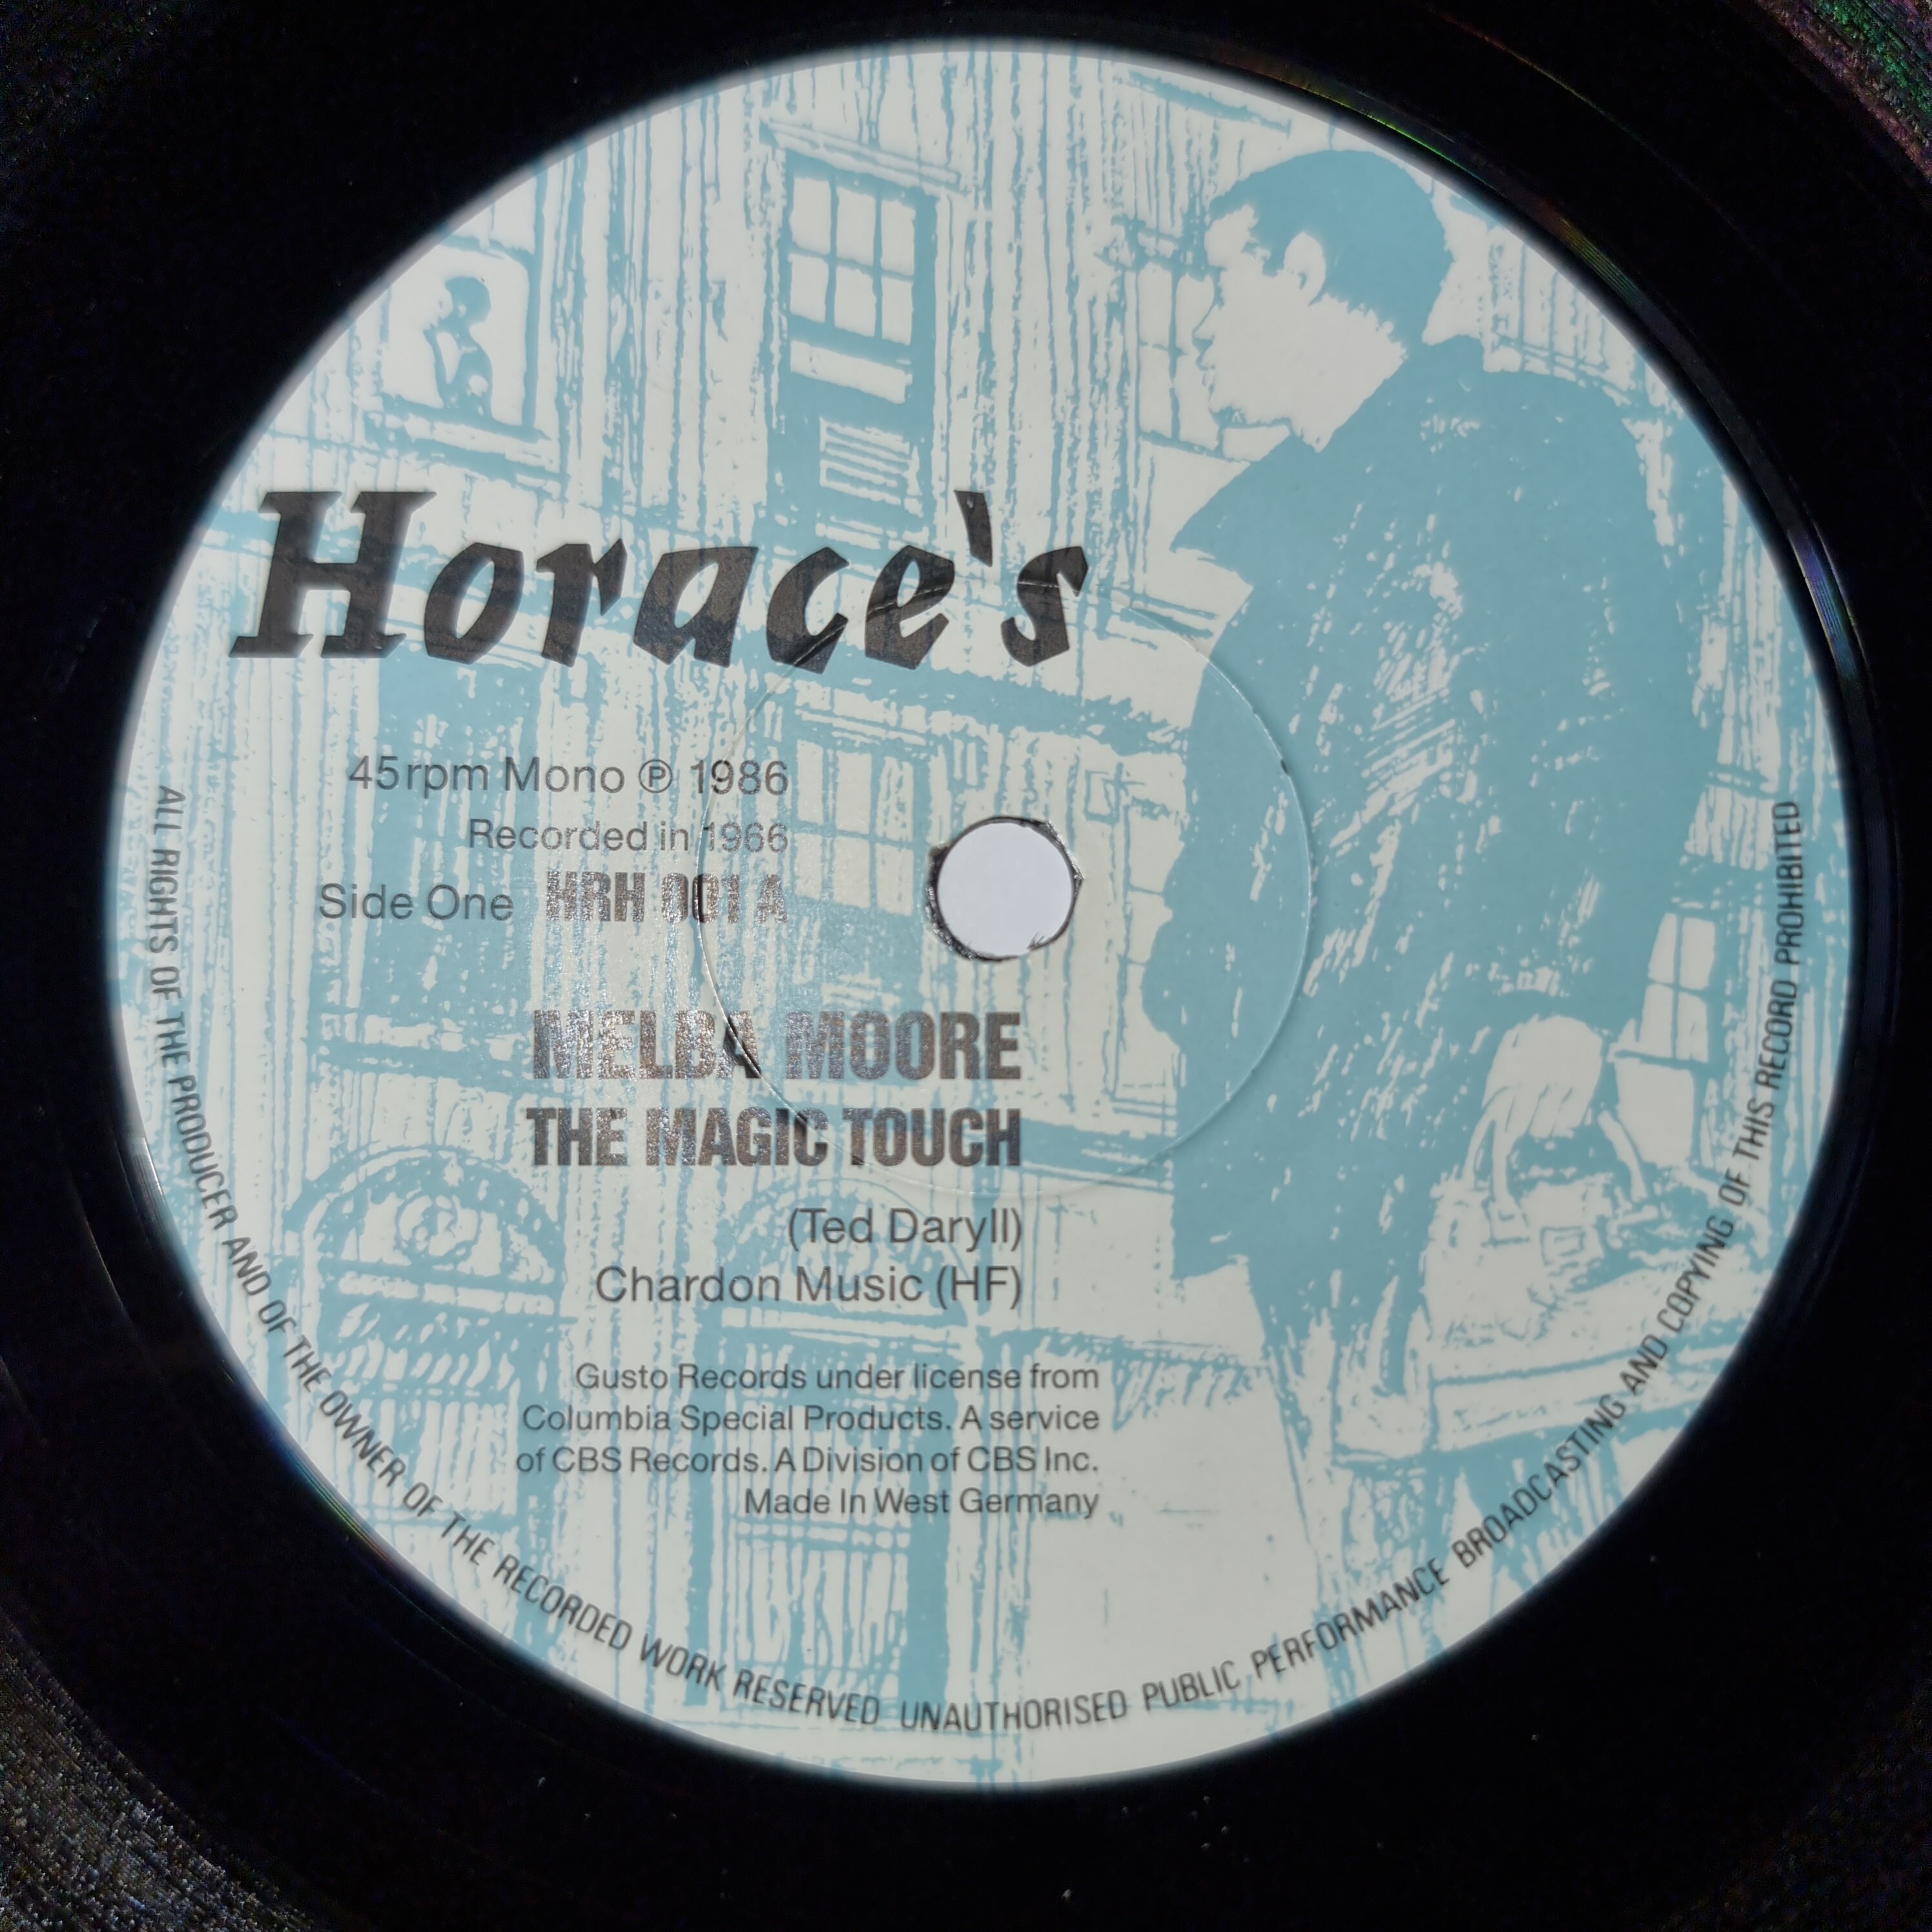 Horace's
45rpm Mono ℗ 1986
Recorded in 1966
Side One HRH 001 A
MELBA MOORE
THE MAGIC TOUCH
(Ted Daryll)
Chardon Music (HF)
Gusto Records under license from
Columbia Special Products. A service
of CBS Records. A Division of CBS Inc.
Made In West Germany
ALL RIGHTS OF THE PRODUCER AND OF THE OWNER OF THE RECORDED WORK RESERVED UNAUTHORISED PUBLIC PERFORMANCE BROADCASTING AND COPYING OF THIS RECORD PROHIBITED